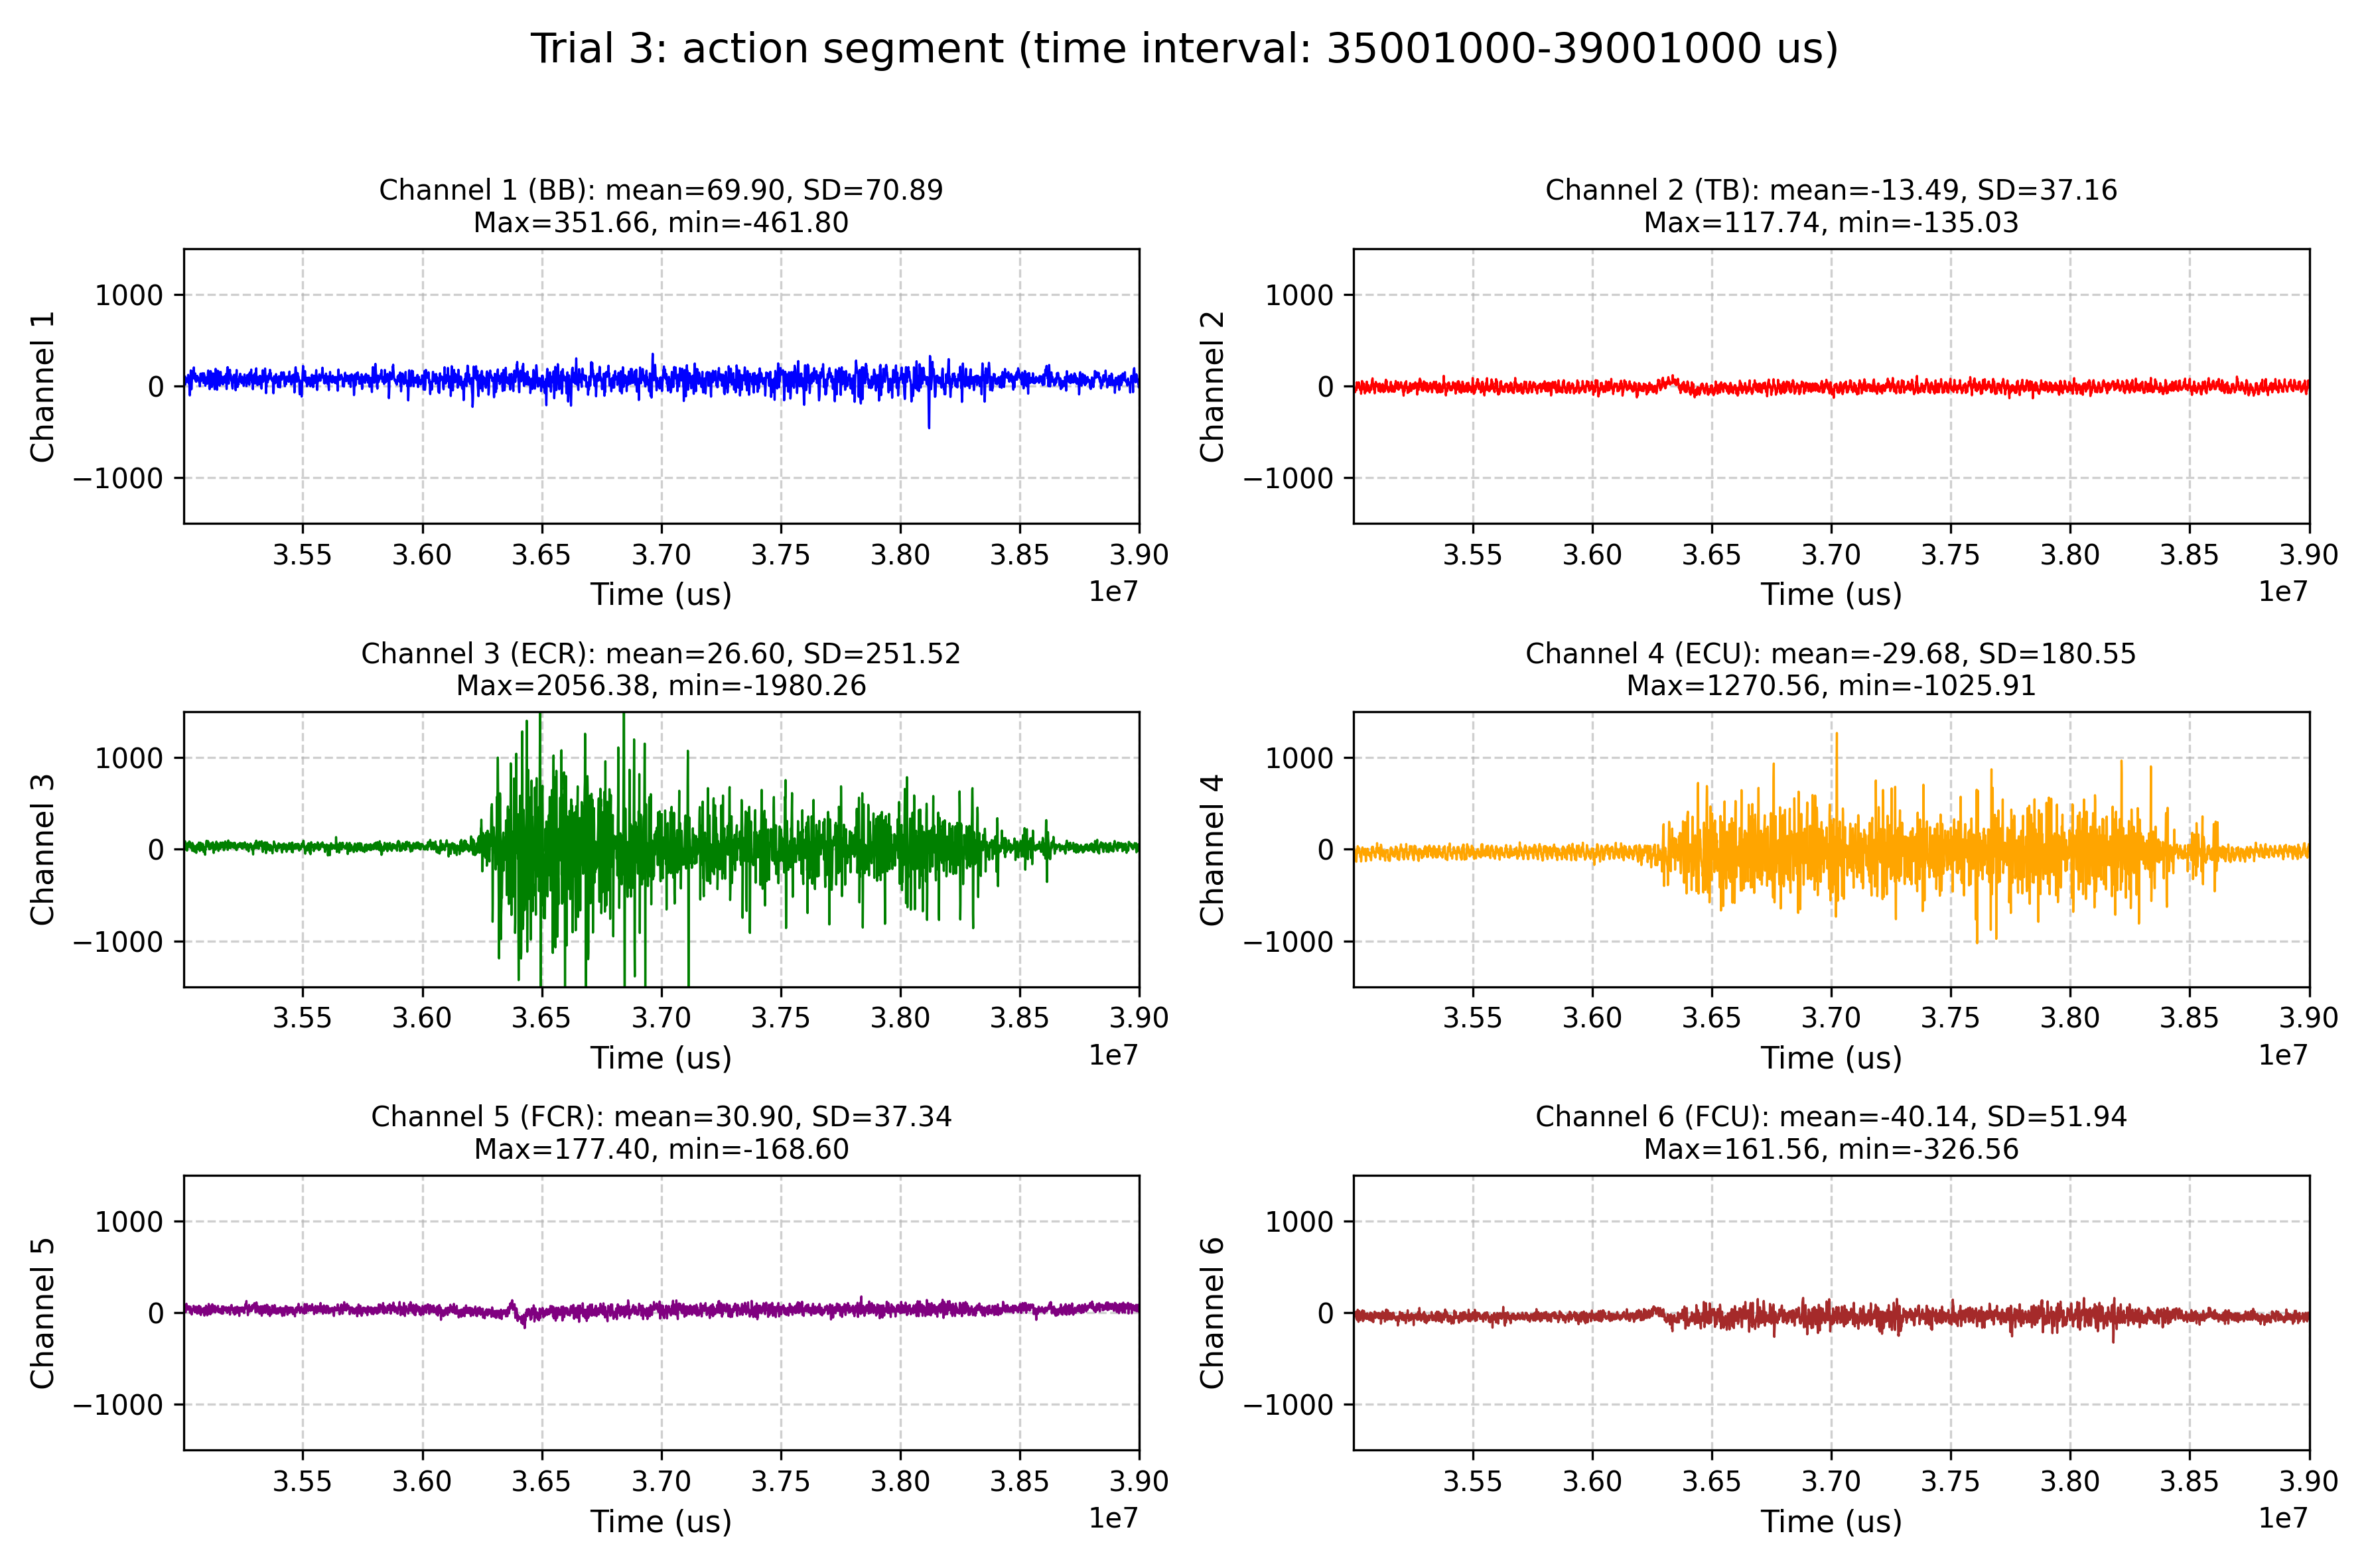 Trial 3: action segment (time interval: 35001000-39001000 us)
Channel 1 (BB): mean=69.90, SD=70.89
Max=351.66, min=-461.80
Channel 1
1000
0
−1000
3.55 3.60 3.65 3.70 3.75 3.80 3.85 3.90
Time (us)
1e7
Channel 2 (TB): mean=-13.49, SD=37.16
Max=117.74, min=-135.03
Channel 2
1000
0
−1000
3.55 3.60 3.65 3.70 3.75 3.80 3.85 3.90
Time (us)
1e7
Channel 3 (ECR): mean=26.60, SD=251.52
Max=2056.38, min=-1980.26
Channel 3
1000
0
−1000
3.55 3.60 3.65 3.70 3.75 3.80 3.85 3.90
Time (us)
1e7
Channel 4 (ECU): mean=-29.68, SD=180.55
Max=1270.56, min=-1025.91
Channel 4
1000
0
−1000
3.55 3.60 3.65 3.70 3.75 3.80 3.85 3.90
Time (us)
1e7
Channel 5 (FCR): mean=30.90, SD=37.34
Max=177.40, min=-168.60
Channel 5
1000
0
−1000
3.55 3.60 3.65 3.70 3.75 3.80 3.85 3.90
Time (us)
1e7
Channel 6 (FCU): mean=-40.14, SD=51.94
Max=161.56, min=-326.56
Channel 6
1000
0
−1000
3.55 3.60 3.65 3.70 3.75 3.80 3.85 3.90
Time (us)
1e7